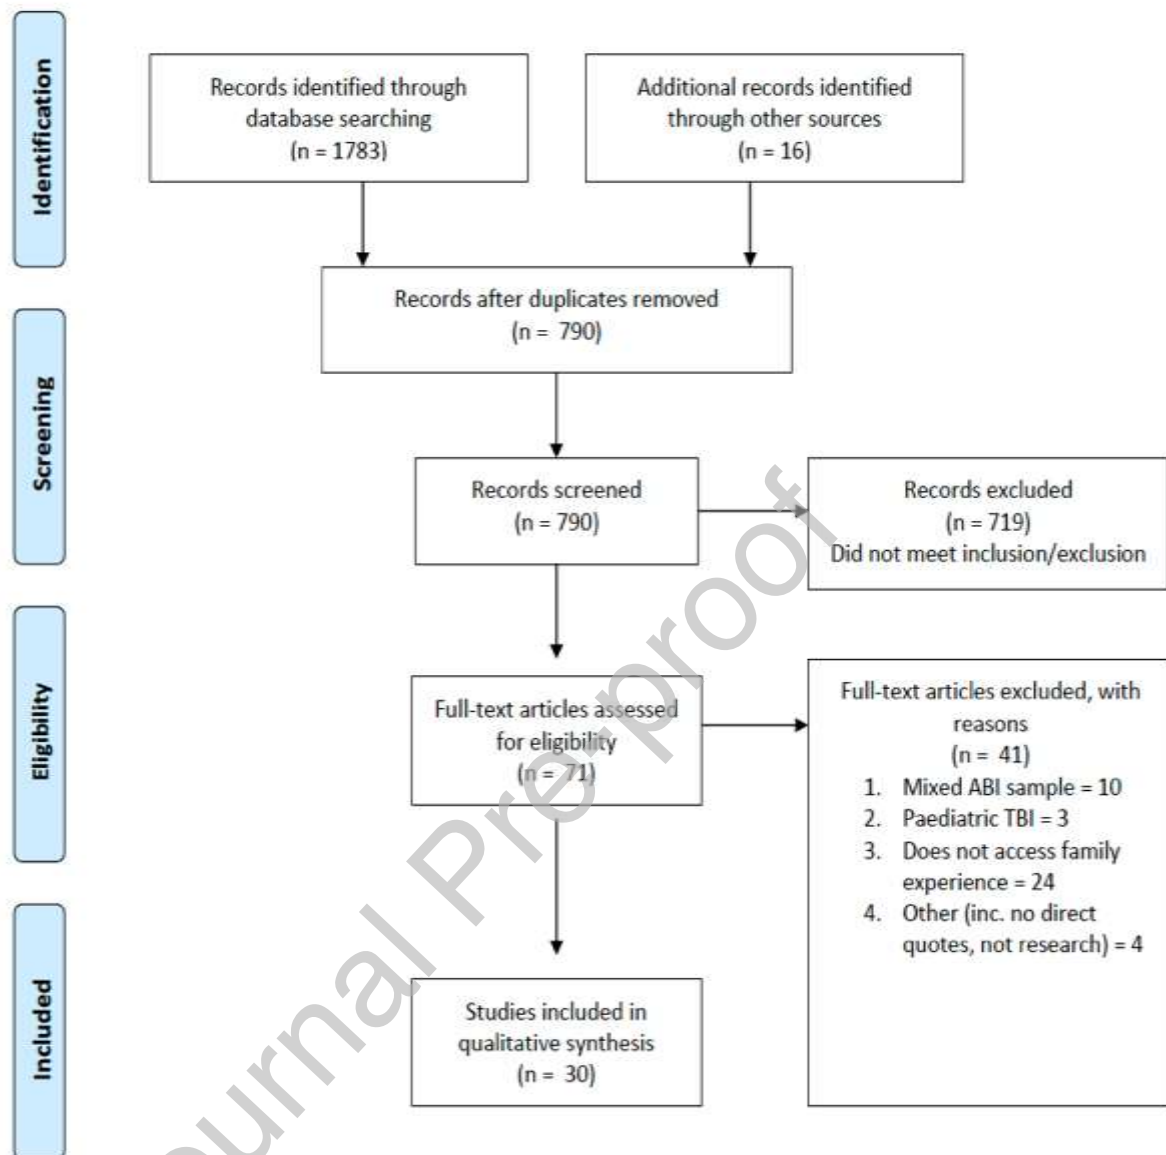 Identification
Records identified through
database searching
(n = 1783)
Additional records identified
through other sources
(n = 16)
Records after duplicates removed
(n = 790)
Screening
Records screened
(n = 790)
Records excluded
(n = 719)
Did not meet inclusion/exclusion
Eligibility
Full-text articles assessed
for eligibility
(n = 71)
Full-text articles excluded, with
reasons
(n = 41)
1. Mixed ABI sample = 10
2. Paediatric TBI = 3
3. Does not access family
experience = 24
4. Other (inc. no direct
quotes, not research) = 4
Included
Studies included in
qualitative synthesis
(n = 30)
Journal Pre-proof